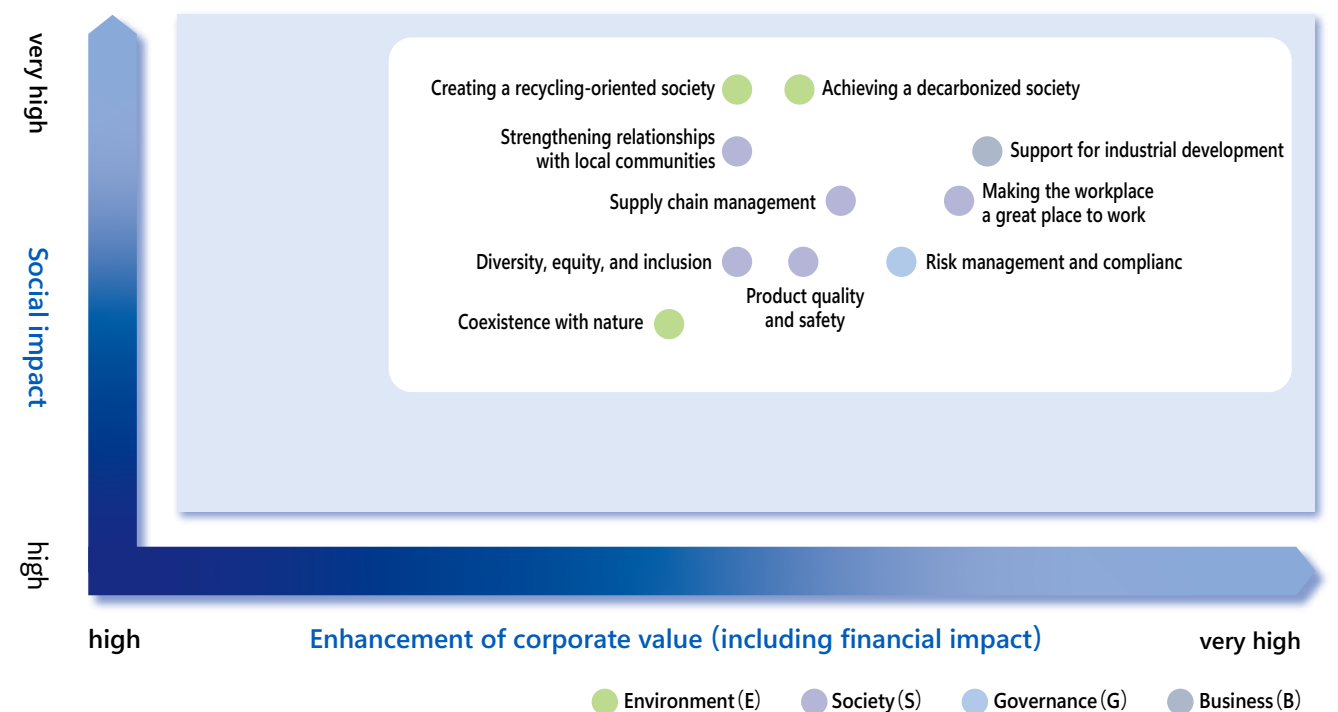 very high
Creating a recycling-oriented society
Achieving a decarbonized society
Strengthening relationships
with local communities
Support for industrial development
Supply chain management
Making the workplace
a great place to work
Social impact
Diversity, equity, and inclusion
Risk management and complianc
Product quality
and safety
Coexistence with nature
high
high
Enhancement of corporate value (including financial impact)
very high
Environment(E)
Society(S)
Governance(G)
Business(B)